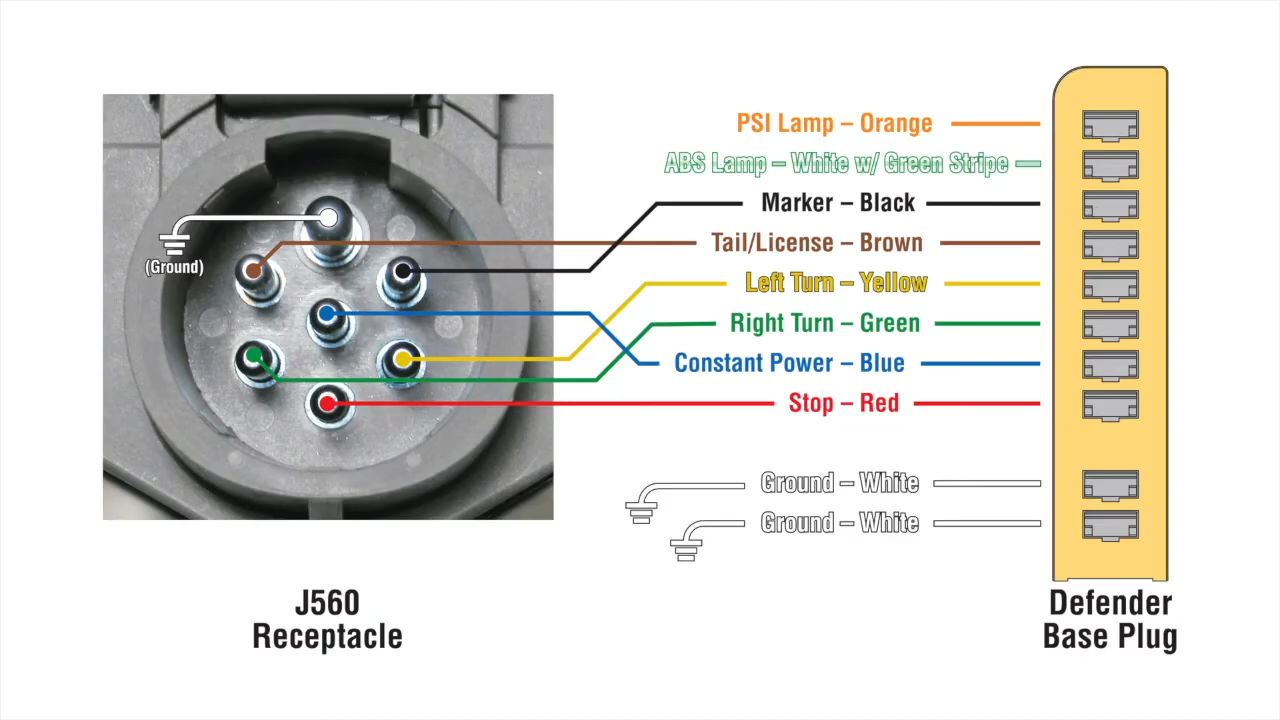 PSI Lamp – Orange
ABS Lamp – White w/ Green Stripe
Marker – Black
Tail/License – Brown
(Ground)
Left Turn – Yellow
Right Turn – Green
Constant Power – Blue
Stop – Red
Ground – White
Ground – White
J560
Receptacle
Defender
Base Plug